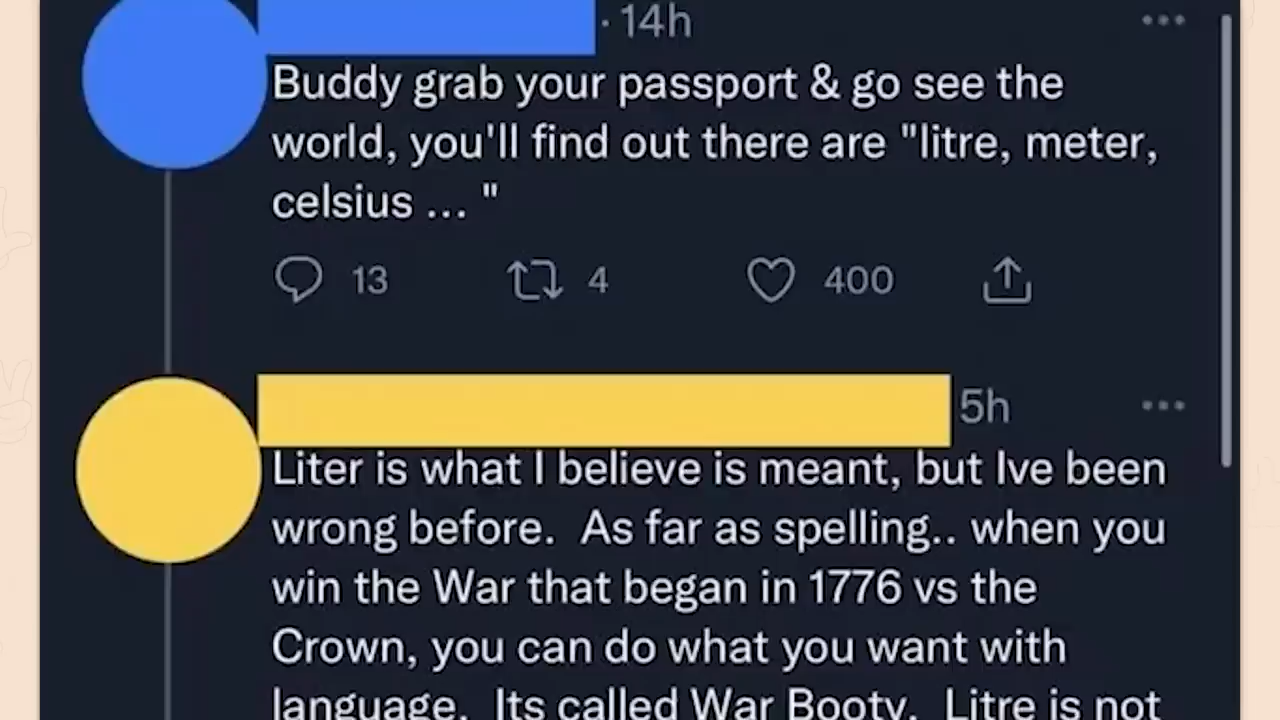 · 14h
Buddy grab your passport & go see the
world, you'll find out there are "litre, meter,
celsius ... "
13 4 400
5h
Liter is what I believe is meant, but Ive been
wrong before.  As far as spelling.. when you
win the War that began in 1776 vs the
Crown, you can do what you want with
language.  Its called War Booty.  Litre is not